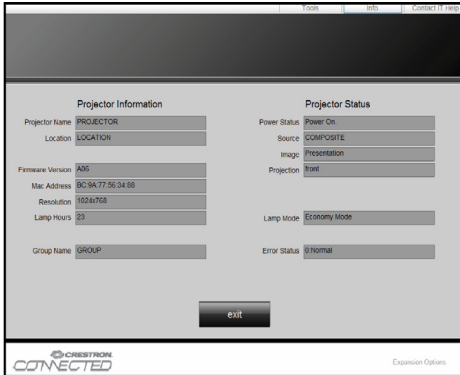 Tools Info Contact IT Help
Projector Information
Projector Name PROJECTOR
Location LOCATION
Firmware Version A06
Mac Address BC:9A:77:56:34:88
Resolution 1024x768
Lamp Hours 23
Group Name GROUP
Projector Status
Power Status Power On
Source COMPOSITE
Image Presentation
Projection front
Lamp Mode Economy Mode
Error Status 0:Normal
exit
CRESTRON
CONNECTED
Expansion Options